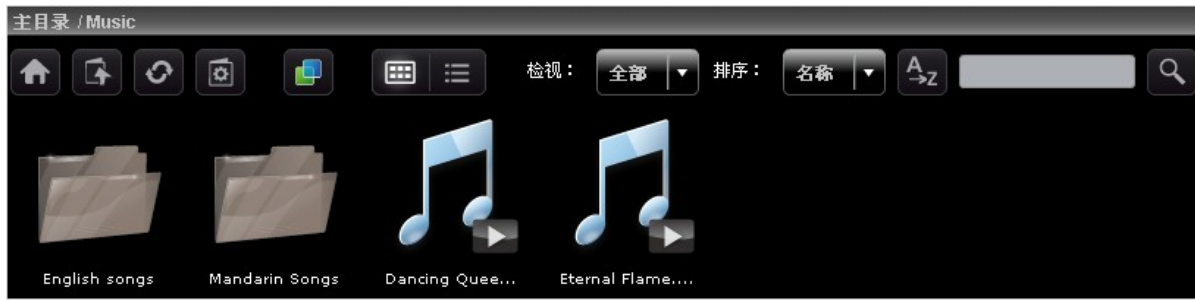 主目录 / Music
检视： 全部 排序： 名称 A→Z
English songs Mandarin Songs Dancing Quee... Eternal Flame....